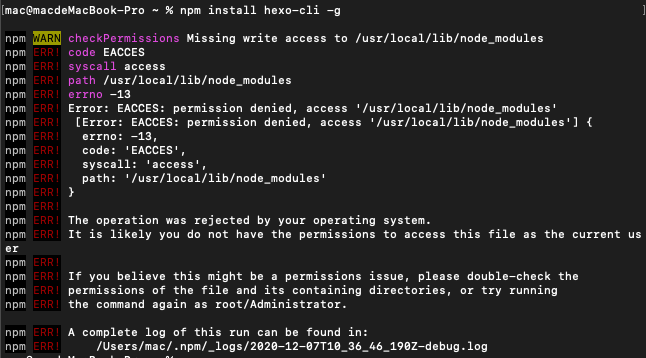 [mac@macdeMacBook-Pro ~ % npm install hexo-cli -g ]
npm WARN checkPermissions Missing write access to /usr/local/lib/node_modules
npm ERR! code EACCES
npm ERR! syscall access
npm ERR! path /usr/local/lib/node_modules
npm ERR! errno -13
npm ERR! Error: EACCES: permission denied, access '/usr/local/lib/node_modules'
npm ERR!  [Error: EACCES: permission denied, access '/usr/local/lib/node_modules'] {
npm ERR!   errno: -13,
npm ERR!   code: 'EACCES',
npm ERR!   syscall: 'access',
npm ERR!   path: '/usr/local/lib/node_modules'
npm ERR! }
npm ERR!
npm ERR! The operation was rejected by your operating system.
npm ERR! It is likely you do not have the permissions to access this file as the current us
er
npm ERR!
npm ERR! If you believe this might be a permissions issue, please double-check the
npm ERR! permissions of the file and its containing directories, or try running
npm ERR! the command again as root/Administrator.

npm ERR! A complete log of this run can be found in:
npm ERR!     /Users/mac/.npm/_logs/2020-12-07T10_36_46_190Z-debug.log